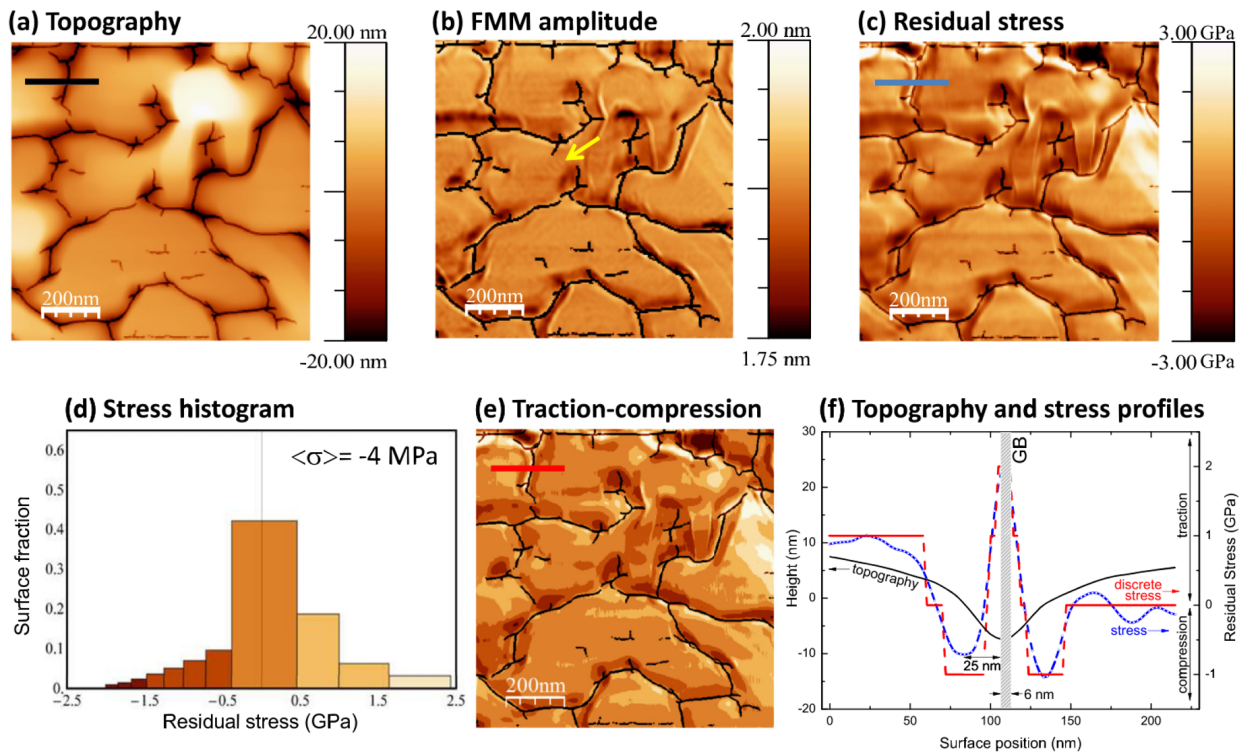 (a) Topography
20.00 nm
200nm
-20.00 nm
(b) FMM amplitude
2.00 nm
200nm
1.75 nm
(c) Residual stress
3.00 GPa
200nm
-3.00 GPa
(d) Stress histogram
<σ>= -4 MPa
Surface fraction
0.6
0.5
0.4
0.3
0.2
0.1
0.
-2.5 -1.5 -0.5 0.5 1.5 2.5
Residual stress (GPa)
(e) Traction-compression
200nm
(f) Topography and stress profiles
Height (nm)
30
20
10
0
-10
-20
0 50 100 150 200
Surface position (nm)
GB
topography
discrete
stress
stress
25 nm
6 nm
traction
compression
2
1
0
-1
Residual Stress (GPa)